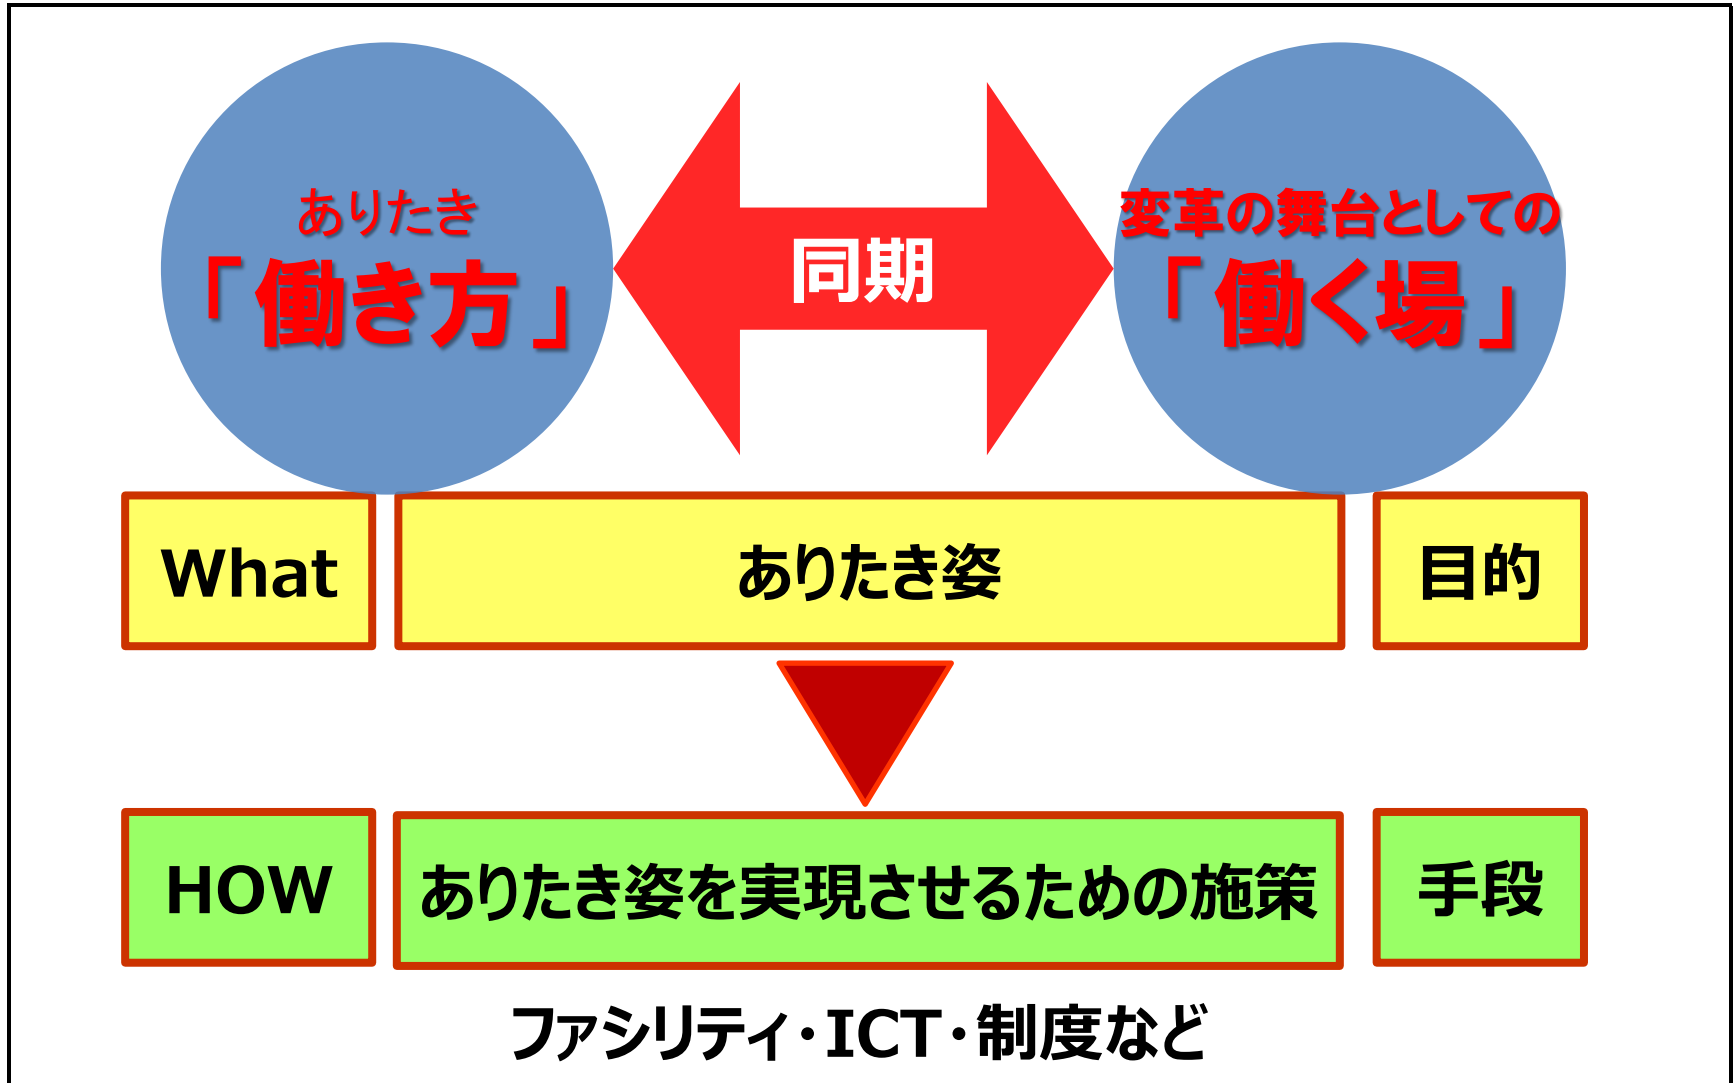 ありたき
「働き方」
同期
変革の舞台としての
「働く場」
What
ありたき姿
目的
HOW
ありたき姿を実現させるための施策
手段
ファシリティ・ICT・制度など